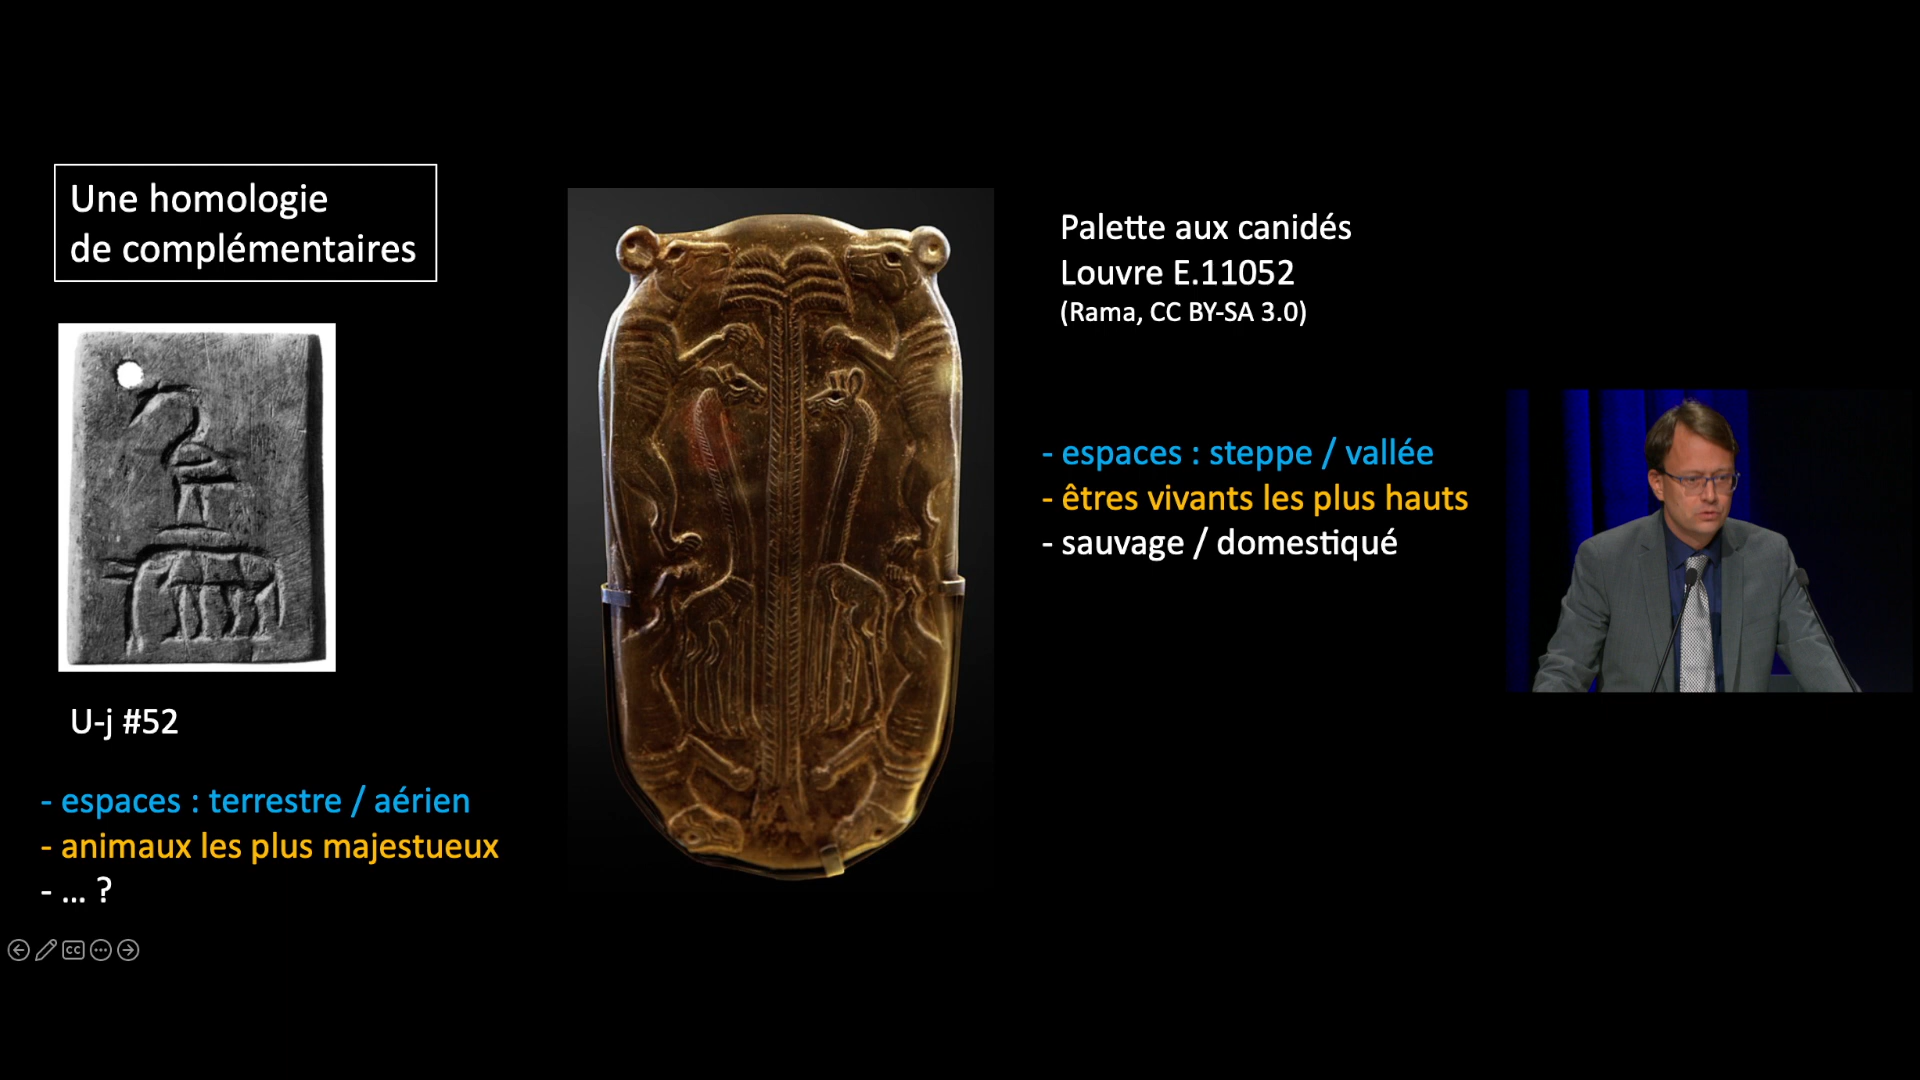 Une homologie
de complémentaires
U-j #52
- espaces : terrestre / aérien
- animaux les plus majestueux
- ... ?
Palette aux canidés
Louvre E.11052
(Rama, CC BY-SA 3.0)
- espaces : steppe / vallée
- êtres vivants les plus hauts
- sauvage / domestiqué
CC